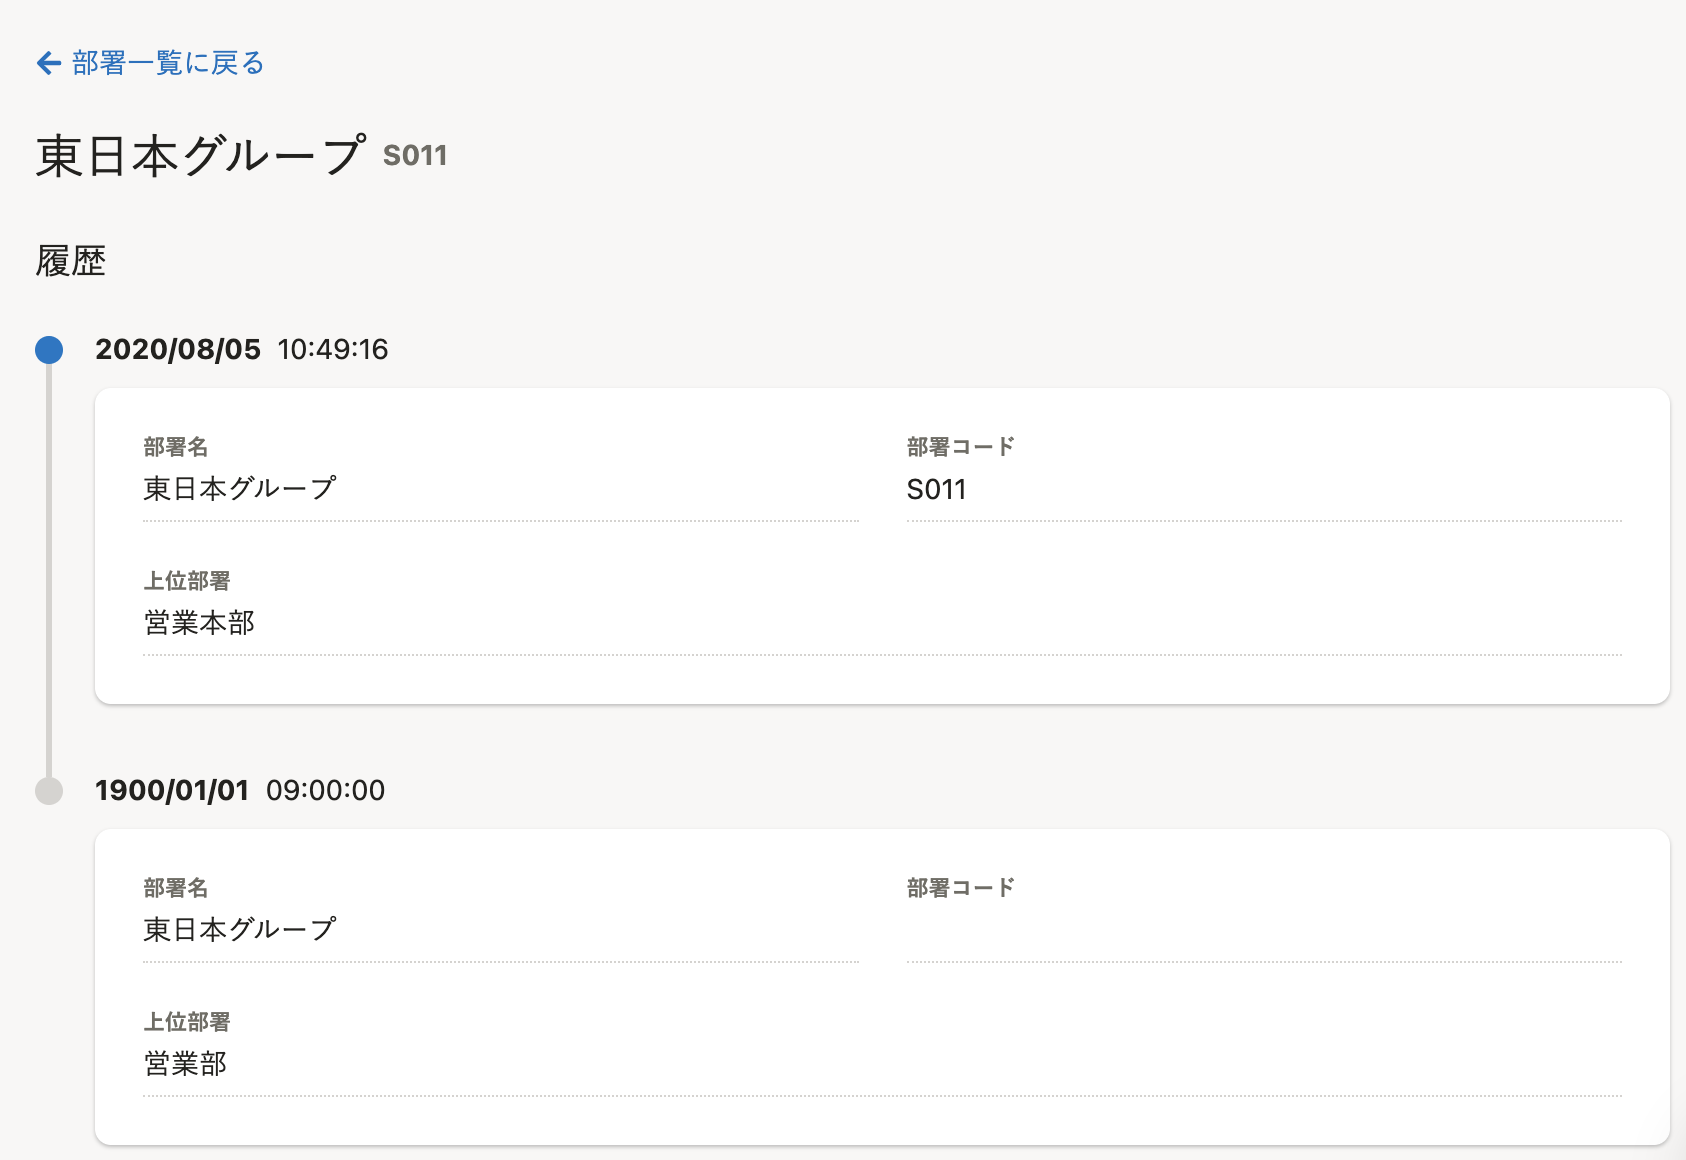 部署一覧に戻る
東日本グループ S011
履歴
2020/08/05 10:49:16
部署名 部署コード
東日本グループ S011
上位部署
営業本部
1900/01/01 09:00:00
部署名 部署コード
東日本グループ
上位部署
営業部